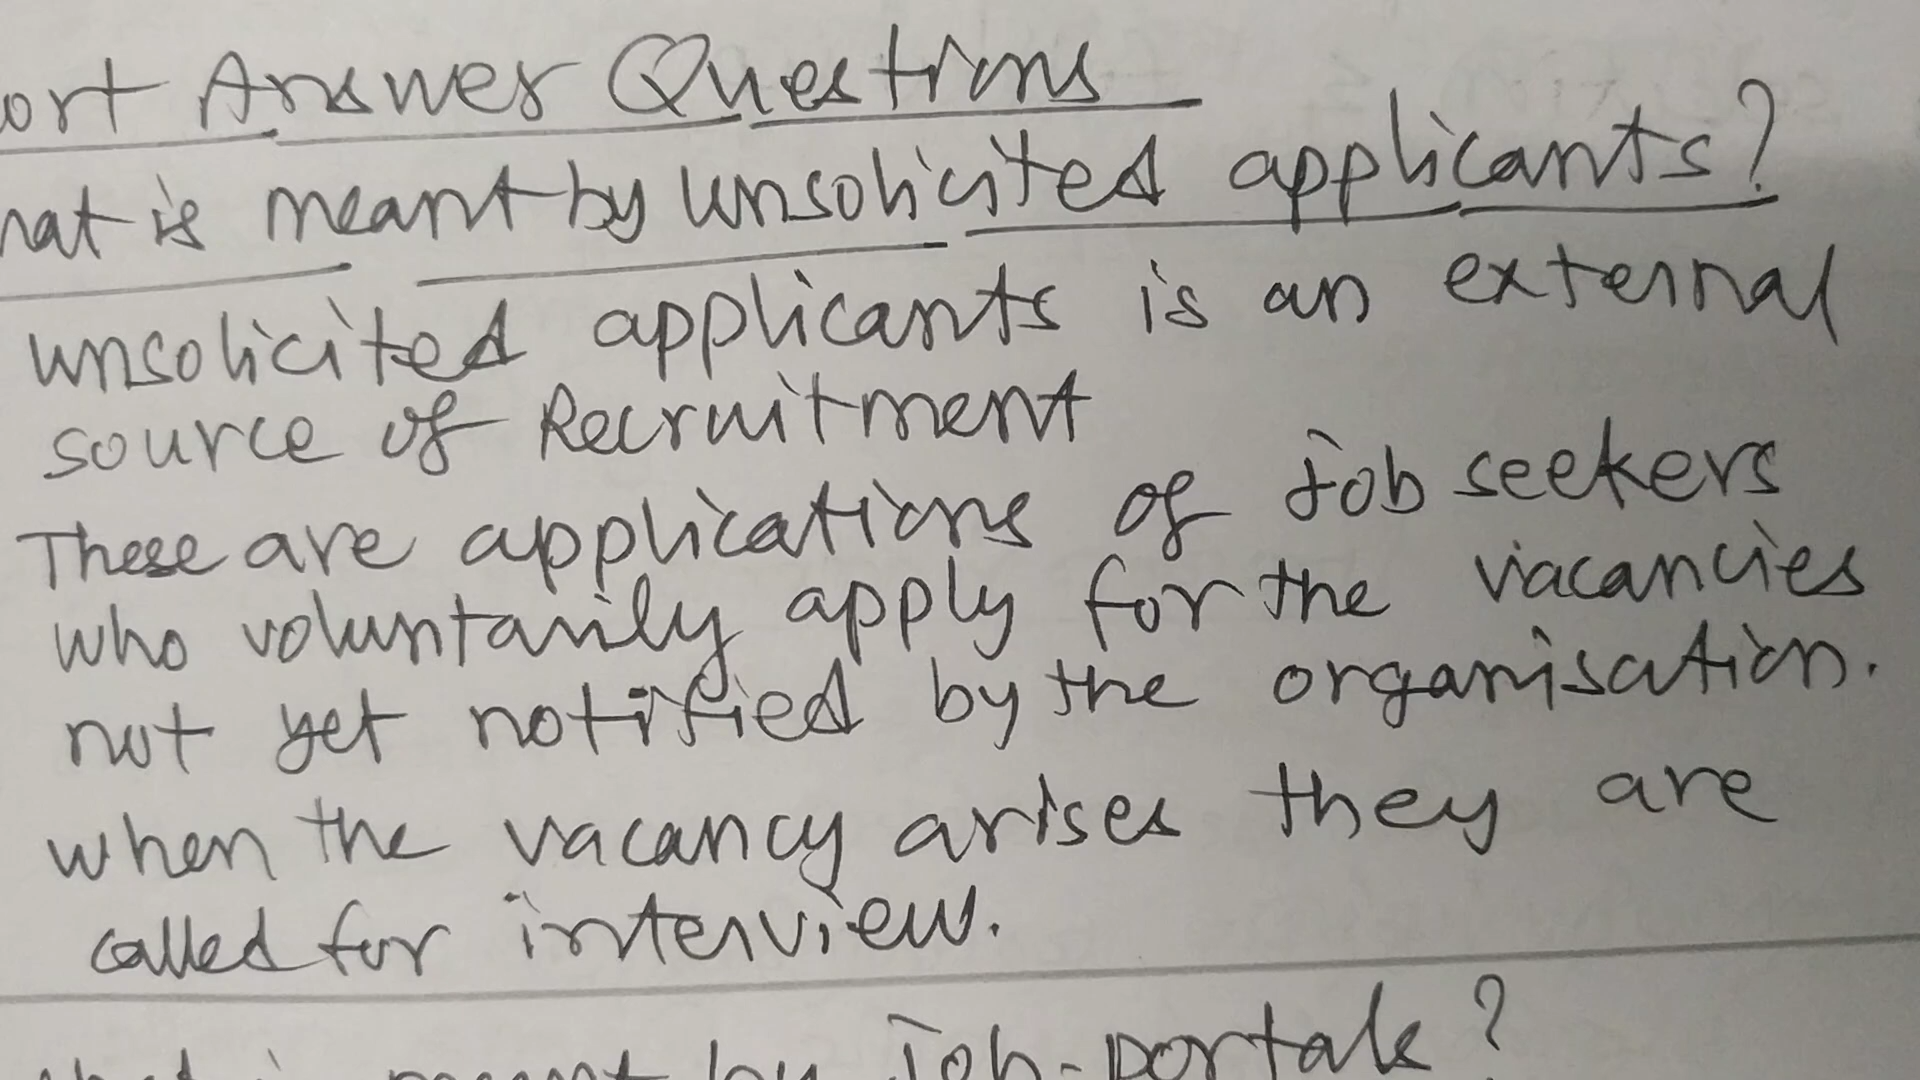 ort Answer Questions
hat is meant by unsolicited applicants?
unsolicited applicants is an external
source of Recruitment
These are applications of Job seekers
who voluntarily apply for the vacancies
not yet notified by the organisation.
when the vacancy arises they are
called for interview.
meant by Job-portals?